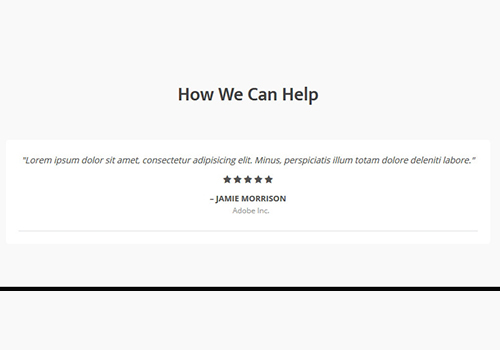 How We Can Help
"Lorem ipsum dolor sit amet, consectetur adipisicing elit. Minus, perspiciatis illum totam dolore deleniti labore."
– JAMIE MORRISON
Adobe Inc.